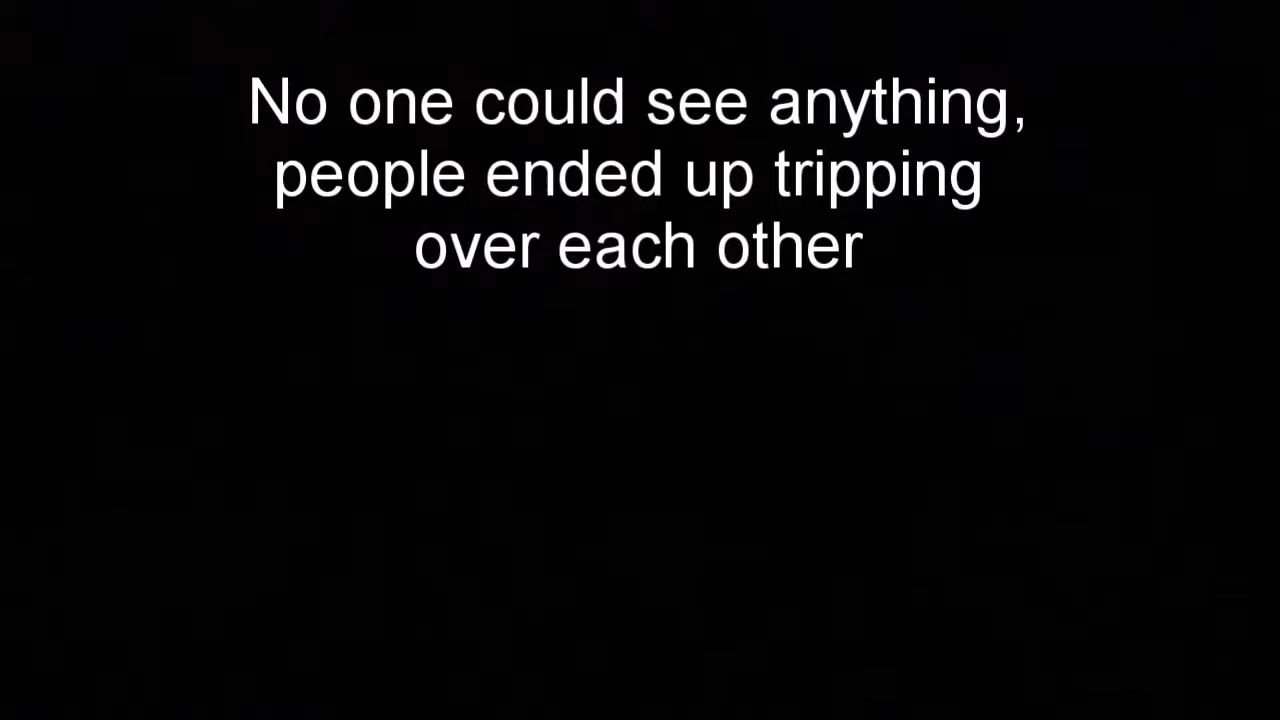 No one could see anything,
people ended up tripping
over each other